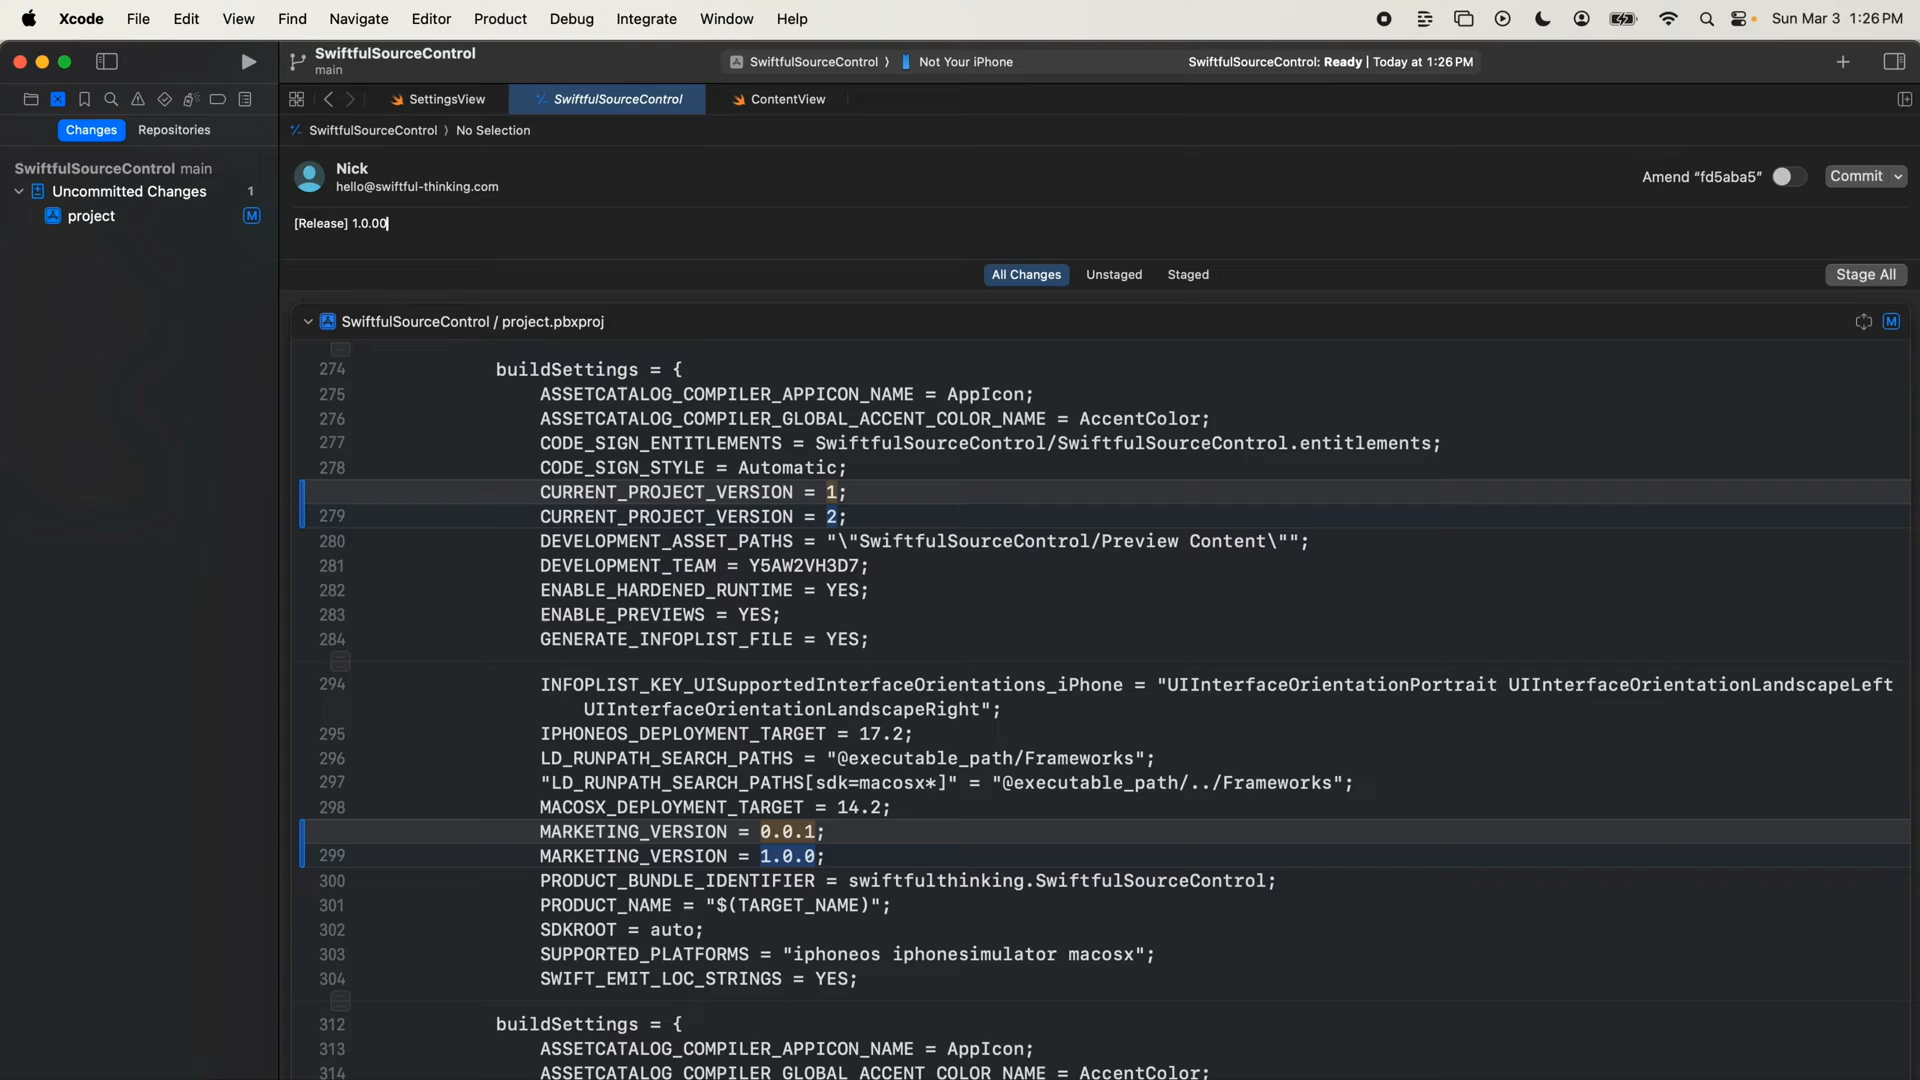 Xcode File Edit View Find Navigate Editor Product Debug Integrate Window Help Sun Mar 3 1:26 PM
SwiftfulSourceControl
main
SwiftfulSourceControl ⟩ Not Your iPhone SwiftfulSourceControl: Ready | Today at 1:26 PM
SettingsView SwiftfulSourceControl ContentView
Changes Repositories
SwiftfulSourceControl ⟩ No Selection
SwiftfulSourceControl main
Uncommitted Changes 1
project M
Nick
hello@swiftful-thinking.com
Amend “fd5aba5” Commit
[Release] 1.0.00
All Changes Unstaged Staged Stage All
SwiftfulSourceControl / project.pbxproj M
274 buildSettings = {
275 ASSETCATALOG_COMPILER_APPICON_NAME = AppIcon;
276 ASSETCATALOG_COMPILER_GLOBAL_ACCENT_COLOR_NAME = AccentColor;
277 CODE_SIGN_ENTITLEMENTS = SwiftfulSourceControl/SwiftfulSourceControl.entitlements;
278 CODE_SIGN_STYLE = Automatic;
CURRENT_PROJECT_VERSION = 1;
279 CURRENT_PROJECT_VERSION = 2;
280 DEVELOPMENT_ASSET_PATHS = "\"SwiftfulSourceControl/Preview Content\"";
281 DEVELOPMENT_TEAM = Y5AW2VH3D7;
282 ENABLE_HARDENED_RUNTIME = YES;
283 ENABLE_PREVIEWS = YES;
284 GENERATE_INFOPLIST_FILE = YES;
294 INFOPLIST_KEY_UISupportedInterfaceOrientations_iPhone = "UIInterfaceOrientationPortrait UIInterfaceOrientationLandscapeLeft
UIInterfaceOrientationLandscapeRight";
295 IPHONEOS_DEPLOYMENT_TARGET = 17.2;
296 LD_RUNPATH_SEARCH_PATHS = "@executable_path/Frameworks";
297 "LD_RUNPATH_SEARCH_PATHS[sdk=macosx*]" = "@executable_path/../Frameworks";
298 MACOSX_DEPLOYMENT_TARGET = 14.2;
MARKETING_VERSION = 0.0.1;
299 MARKETING_VERSION = 1.0.0;
300 PRODUCT_BUNDLE_IDENTIFIER = swiftfulthinking.SwiftfulSourceControl;
301 PRODUCT_NAME = "$(TARGET_NAME)";
302 SDKROOT = auto;
303 SUPPORTED_PLATFORMS = "iphoneos iphonesimulator macosx";
304 SWIFT_EMIT_LOC_STRINGS = YES;
312 buildSettings = {
313 ASSETCATALOG_COMPILER_APPICON_NAME = AppIcon;
314 ASSETCATALOG_COMPILER_GLOBAL_ACCENT_COLOR_NAME = AccentColor;